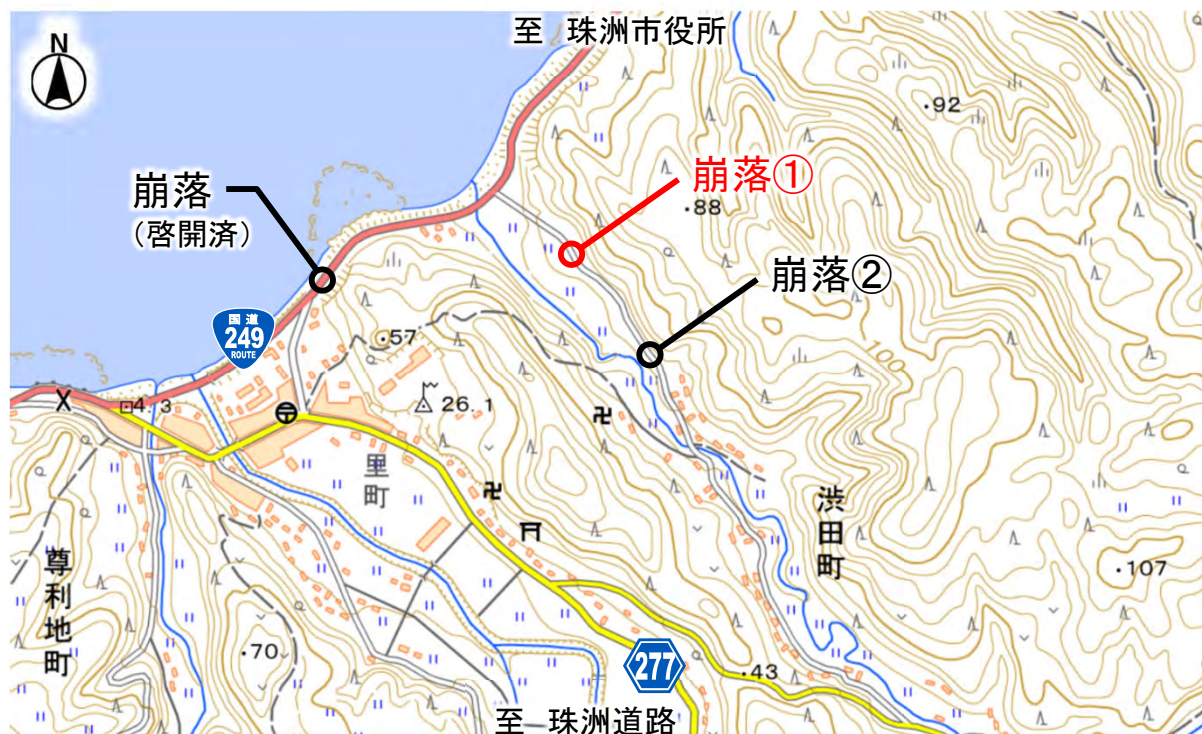 至 珠洲市役所
N
・92
崩落
（啓開済）
崩落①
・88
崩落②
国道
249
ROUTE
・57
100
4.3
26.1
里町
渋田町
尊利地町
・107
・70
277
・43
至 珠洲道路